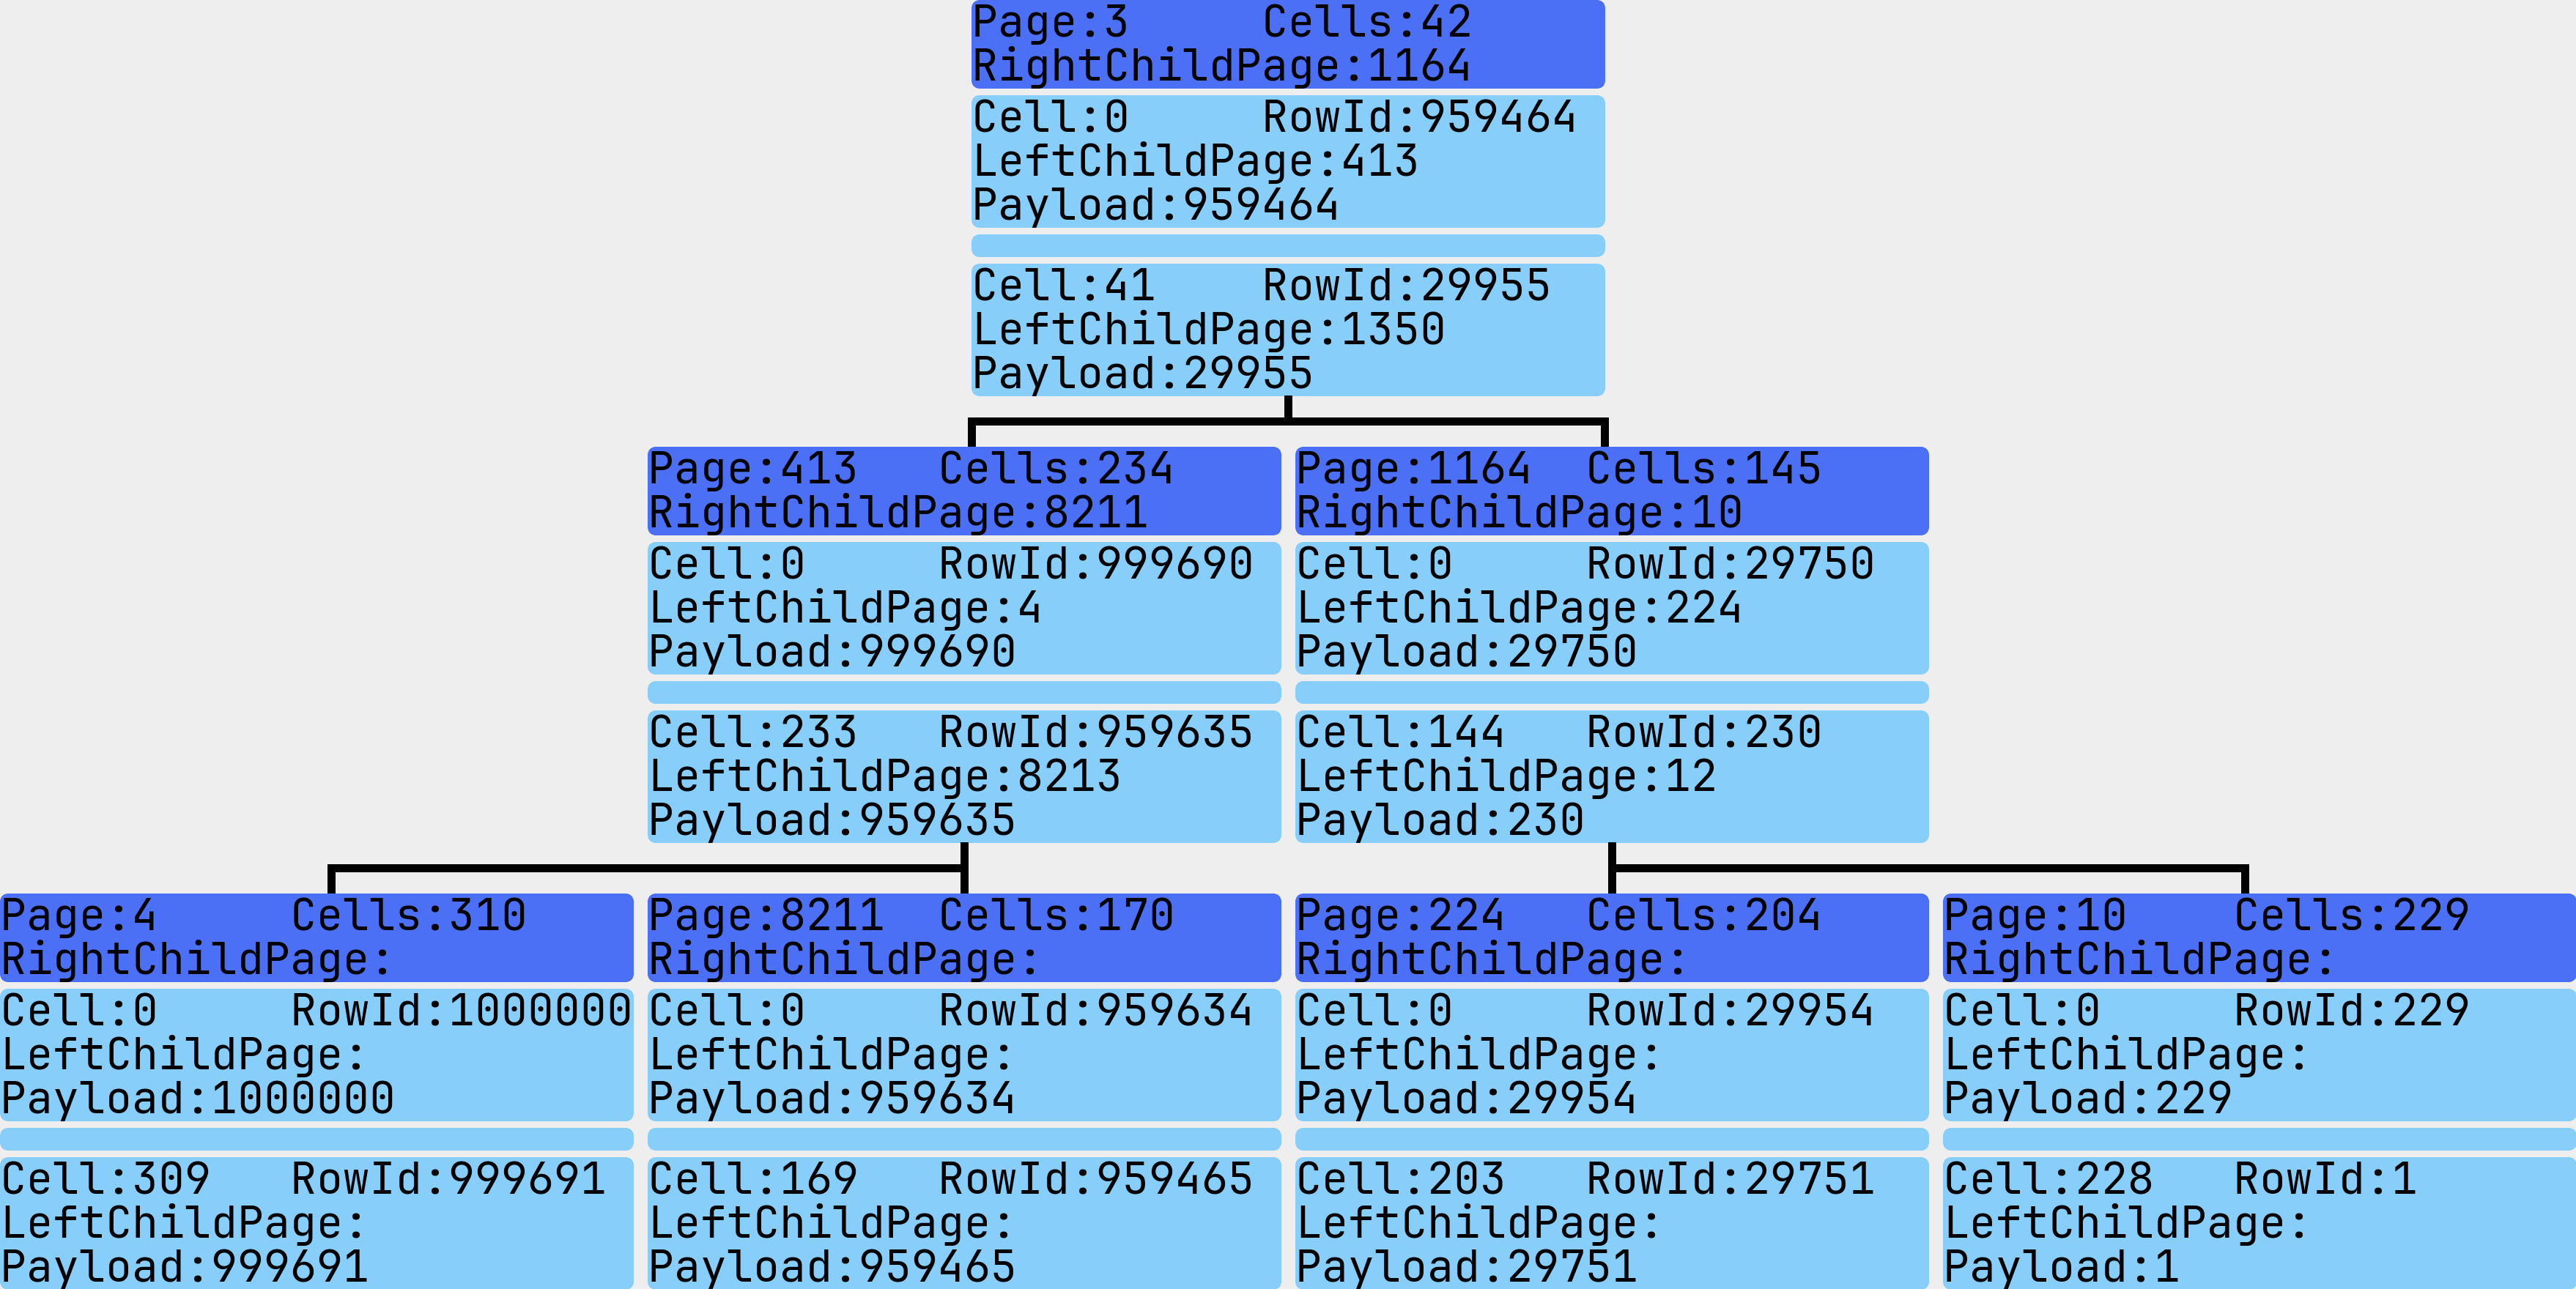 Page:3 Cells:42
RightChildPage:1164
Cell:0 RowId:959464
LeftChildPage:413
Payload:959464
Cell:41 RowId:29955
LeftChildPage:1350
Payload:29955
Page:413 Cells:234
RightChildPage:8211
Cell:0 RowId:999690
LeftChildPage:4
Payload:999690
Cell:233 RowId:959635
LeftChildPage:8213
Payload:959635
Page:1164 Cells:145
RightChildPage:10
Cell:0 RowId:29750
LeftChildPage:224
Payload:29750
Cell:144 RowId:230
LeftChildPage:12
Payload:230
Page:4 Cells:310
RightChildPage:
Cell:0 RowId:1000000
LeftChildPage:
Payload:1000000
Cell:309 RowId:999691
LeftChildPage:
Payload:999691
Page:8211 Cells:170
RightChildPage:
Cell:0 RowId:959634
LeftChildPage:
Payload:959634
Cell:169 RowId:959465
LeftChildPage:
Payload:959465
Page:224 Cells:204
RightChildPage:
Cell:0 RowId:29954
LeftChildPage:
Payload:29954
Cell:203 RowId:29751
LeftChildPage:
Payload:29751
Page:10 Cells:229
RightChildPage:
Cell:0 RowId:229
LeftChildPage:
Payload:229
Cell:228 RowId:1
LeftChildPage:
Payload:1